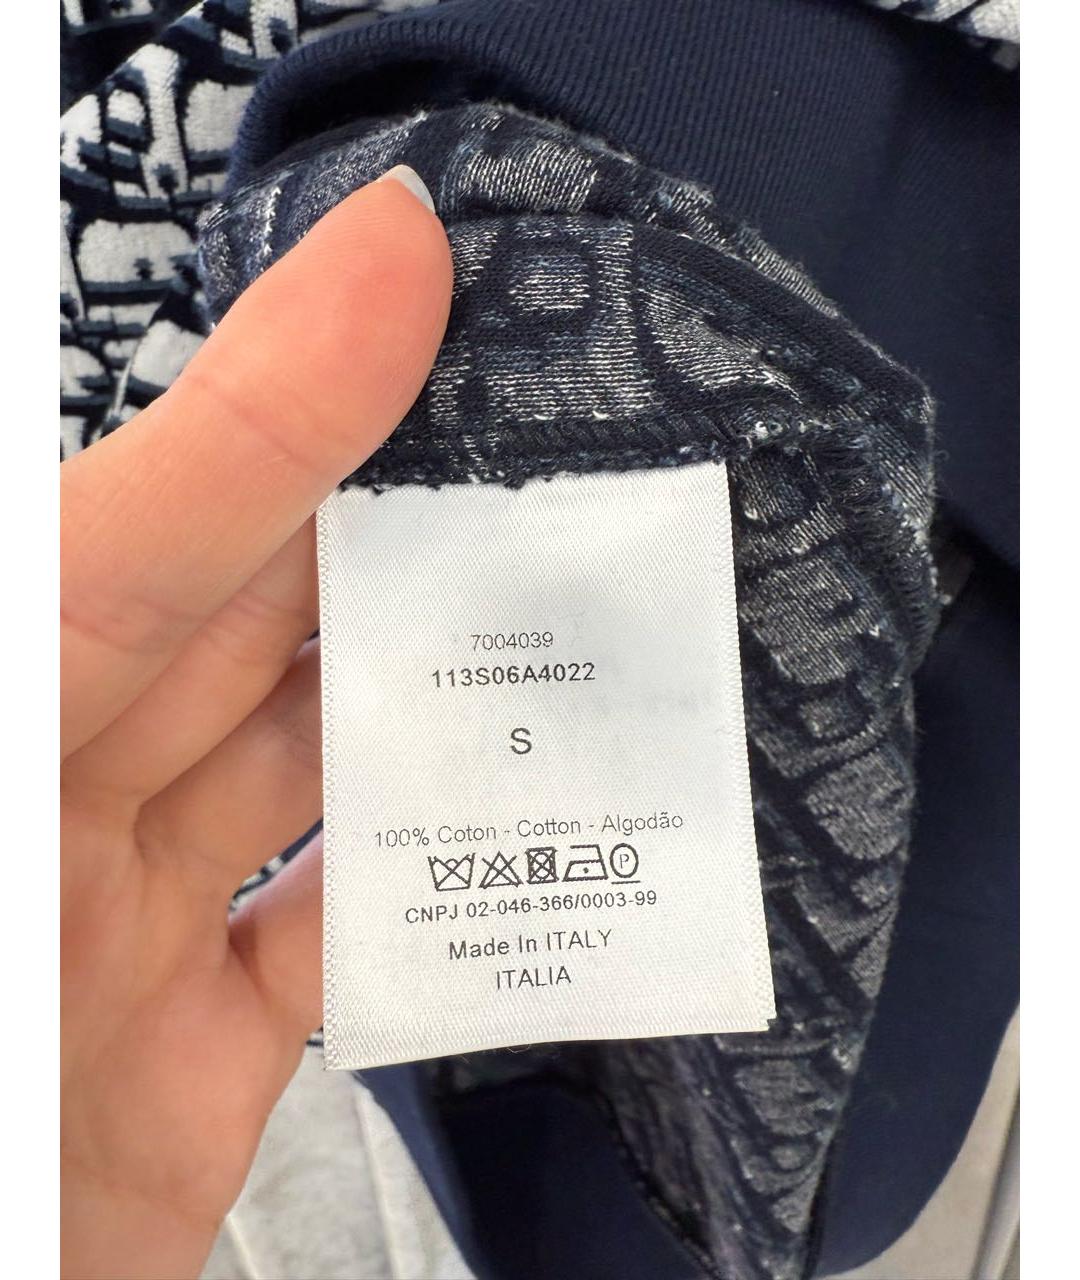 7004039
113S06A4022
S
100% Coton - Cotton - Algodão
P
CNPJ 02-046-366/0003-99
Made In ITALY
ITALIA